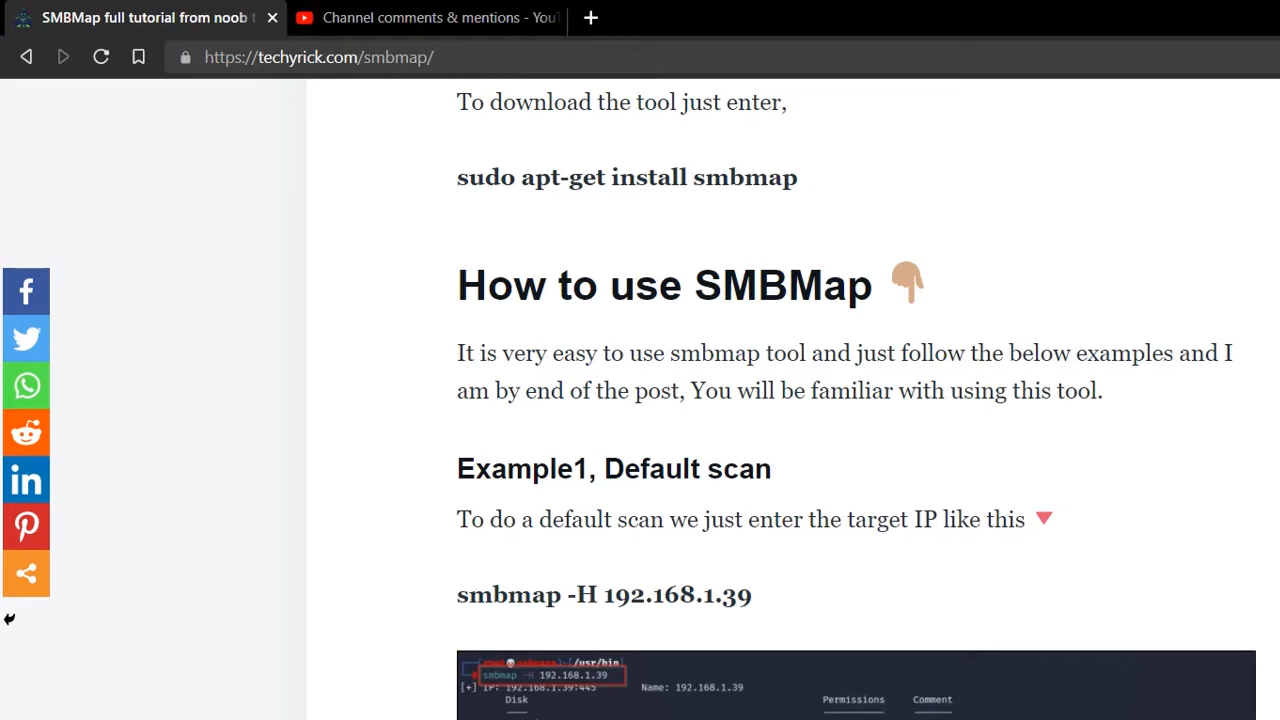 SMBMap full tutorial from noob t
Channel comments & mentions - YouT
https://techyrick.com/smbmap/
To download the tool just enter,
sudo apt-get install smbmap
How to use SMBMap
It is very easy to use smbmap tool and just follow the below examples and I
am by end of the post, You will be familiar with using this tool.
Example1, Default scan
To do a default scan we just enter the target IP like this
smbmap -H 192.168.1.39
[/usr/bin]
smbmap -H 192.168.1.39
[+] IP: 192.168.1.39:445 Name: 192.168.1.39
Disk Permissions Comment